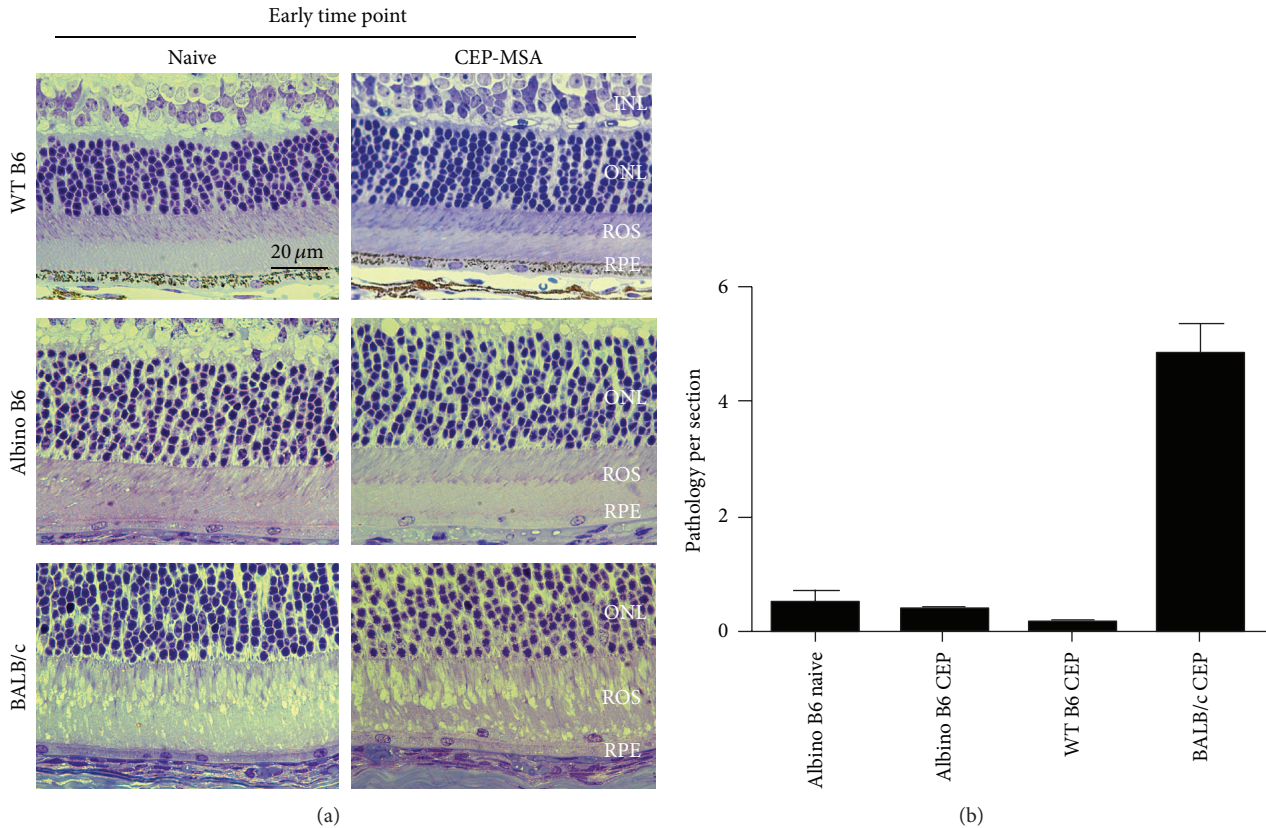 Early time point
Naive
CEP-MSA
WT B6
INL
ONL
ROS
RPE
20 μm
Albino B6
ONL
ROS
RPE
BALB/c
ONL
ROS
RPE
(a)
Pathology per section
6
4
2
0
Albino B6 naive
Albino B6 CEP
WT B6 CEP
BALB/c CEP
(b)